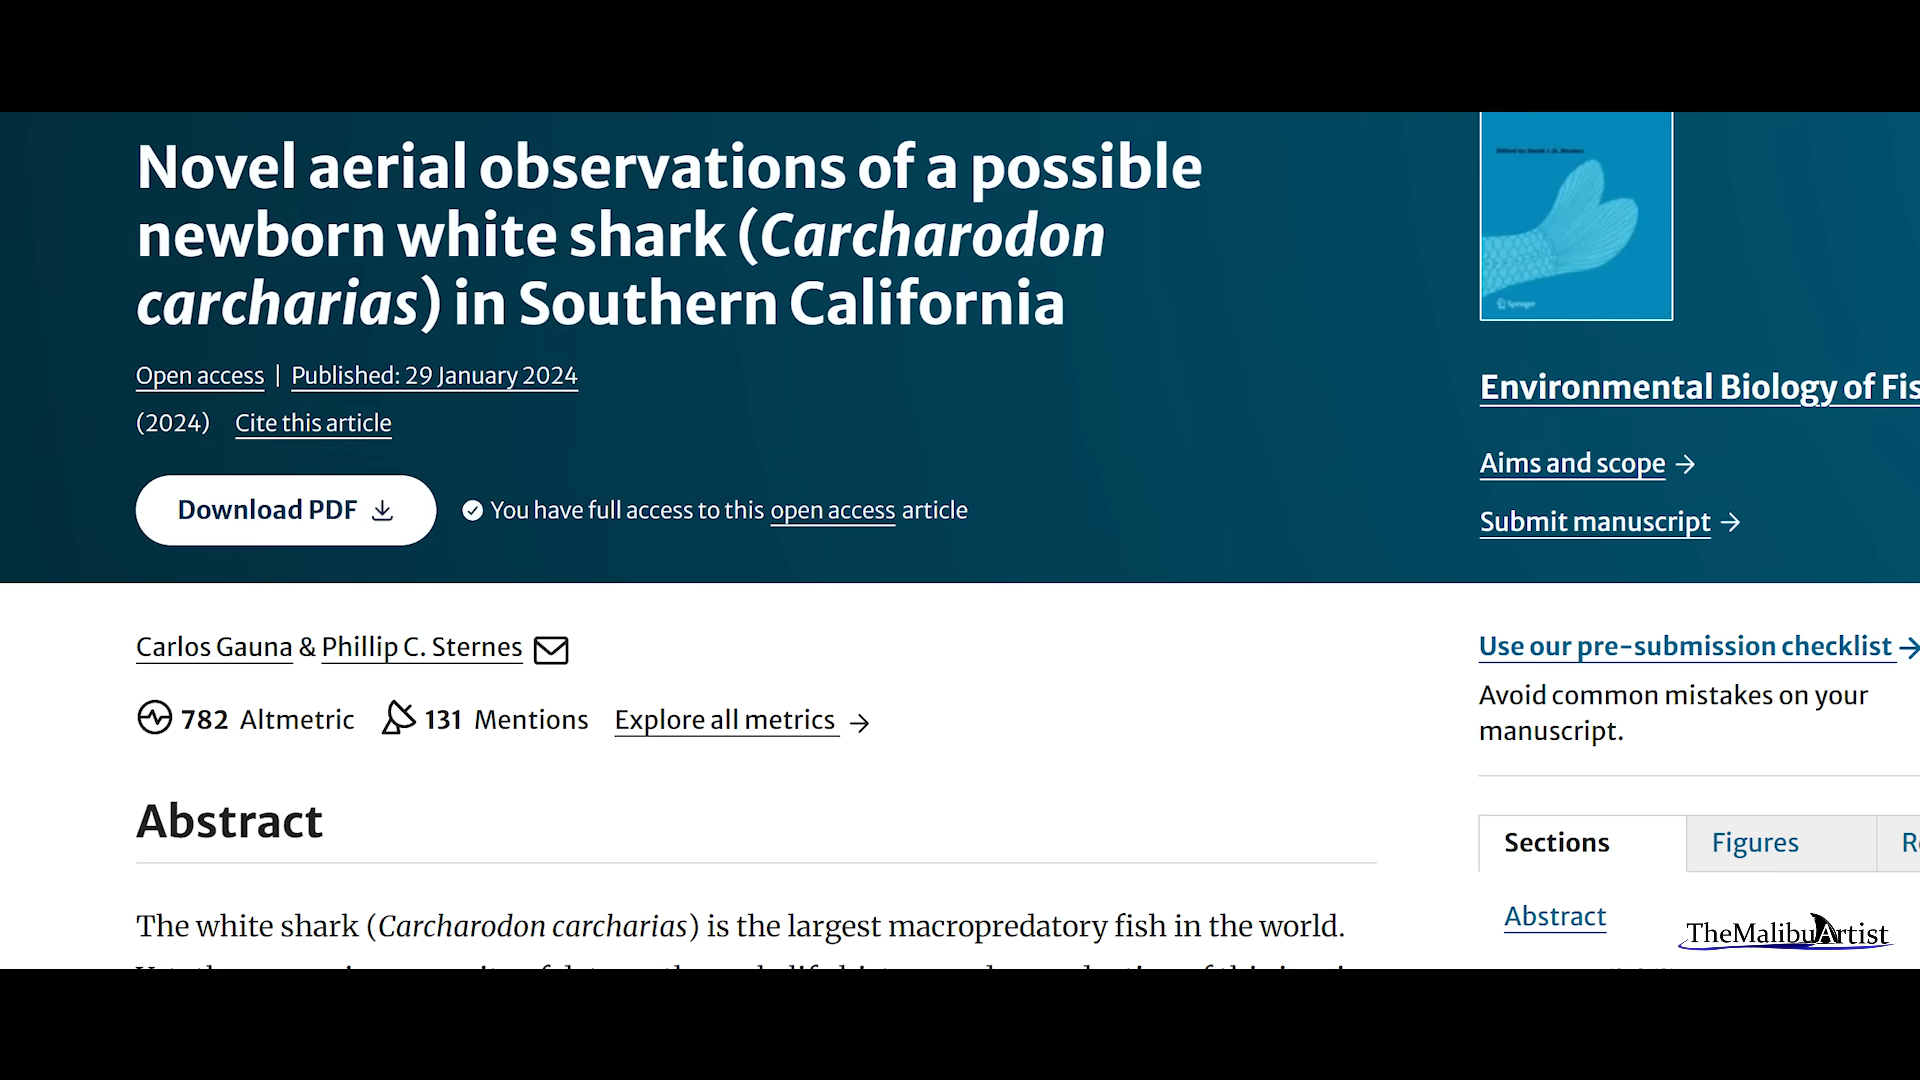 Novel aerial observations of a possible
newborn white shark (Carcharodon
carcharias) in Southern California
Open access | Published: 29 January 2024
(2024) Cite this article
Download PDF
You have full access to this open access article
Springer
Environmental Biology of Fis
Aims and scope →
Submit manuscript →
Carlos Gauna & Phillip C. Sternes
782 Altmetric 131 Mentions Explore all metrics →
Use our pre-submission checklist →
Avoid common mistakes on your
manuscript.
Abstract
The white shark (Carcharodon carcharias) is the largest macropredatory fish in the world.
Sections
Figures
R
Abstract
TheMalibuArtist